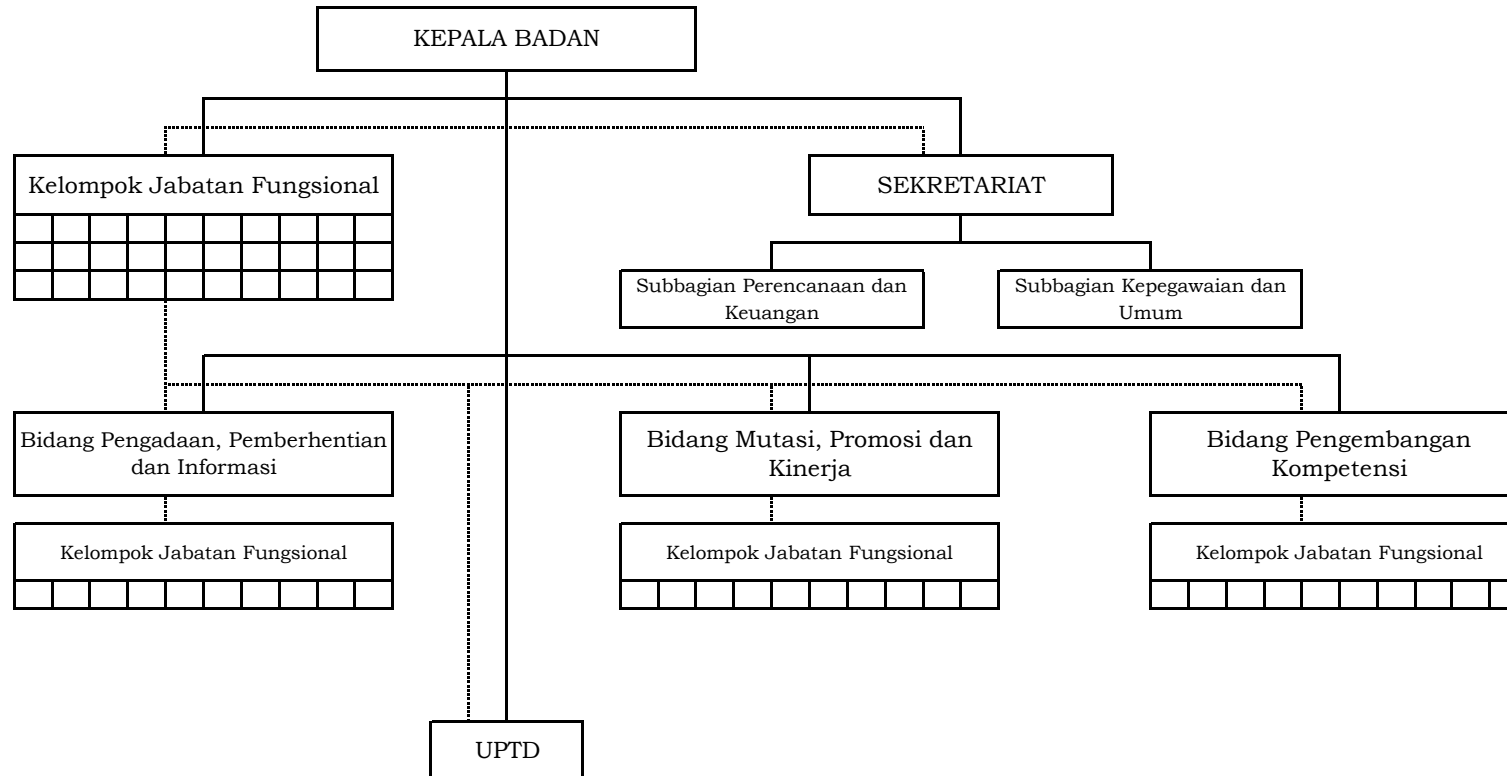 KEPALA BADAN
Kelompok Jabatan Fungsional
SEKRETARIAT
Subbagian Perencanaan dan
Keuangan
Subbagian Kepegawaian dan
Umum
Bidang Pengadaan, Pemberhentian
dan Informasi
Bidang Mutasi, Promosi dan
Kinerja
Bidang Pengembangan
Kompetensi
Kelompok Jabatan Fungsional
Kelompok Jabatan Fungsional
Kelompok Jabatan Fungsional
UPTD